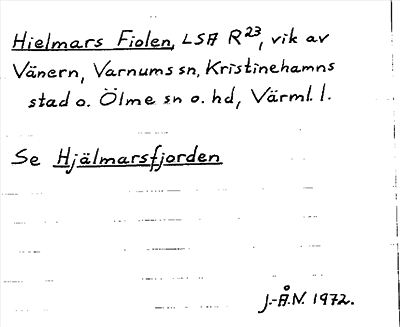 Hielmars Fiolen, LSA R23, vik av
Vänern, Varnums sn, Kristinehamns
stad o. Ölme sn o. hd, Värml. l.
Se Hjälmarsfjorden
J.-Å.N. 1972.